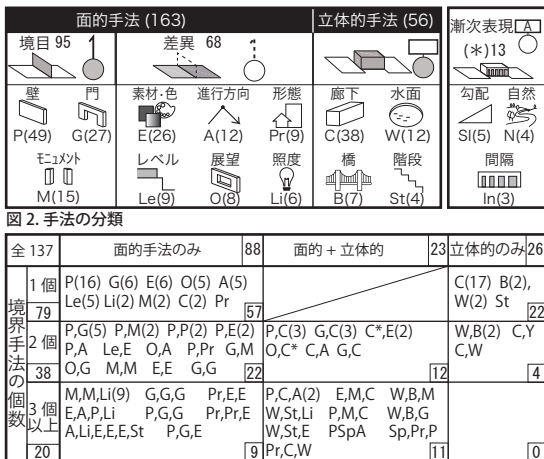 面的手法 (163) 立体的手法 (56) 漸次表現 A
境目 95 差異 68 (＊)13
壁 門 素材・色 進行方向 形態 廊下 水面 勾配 自然
P(49) G(27) E(26) A(12) Pr(9) C(38) W(12) Sl(5) N(4)
モニュメント レベル 展望 照度 橋 階段 間隔
M(15) Le(9) O(8) Li(6) B(7) St(4) In(3)
図 2. 手法の分類
全 137 面的手法のみ 88 面的 + 立体的 23 立体的のみ 26
境界手法の個数
1 個 79 P(16) G(6) E(6) O(5) A(5) C(17) B(2),
Le(5) Li(2) M(2) C(2) Pr 57 W(2) St 22
2 個 38 P,G(5) P,M(2) P,P(2) P,E(2) P,C(3) G,C(3) C*,E(2) W,B(2) C,Y
P,A Le,E O,A P,Pr G,M O,C* C,A G,C C,W
O,G M,M E,E G,G 22 12 4
3 個以上 20 M,M,Li(9) G,G,G Pr,E,E P,C,A(2) E,M,C W,B,M
E,A,P,Li P,G,G Pr,Pr,E W,St,Li P,M,C W,B,G
A,Li,E,E,E,St P,G,E W,St,E PSpA Sp,Pr,P
9 Pr,C,W 11 0